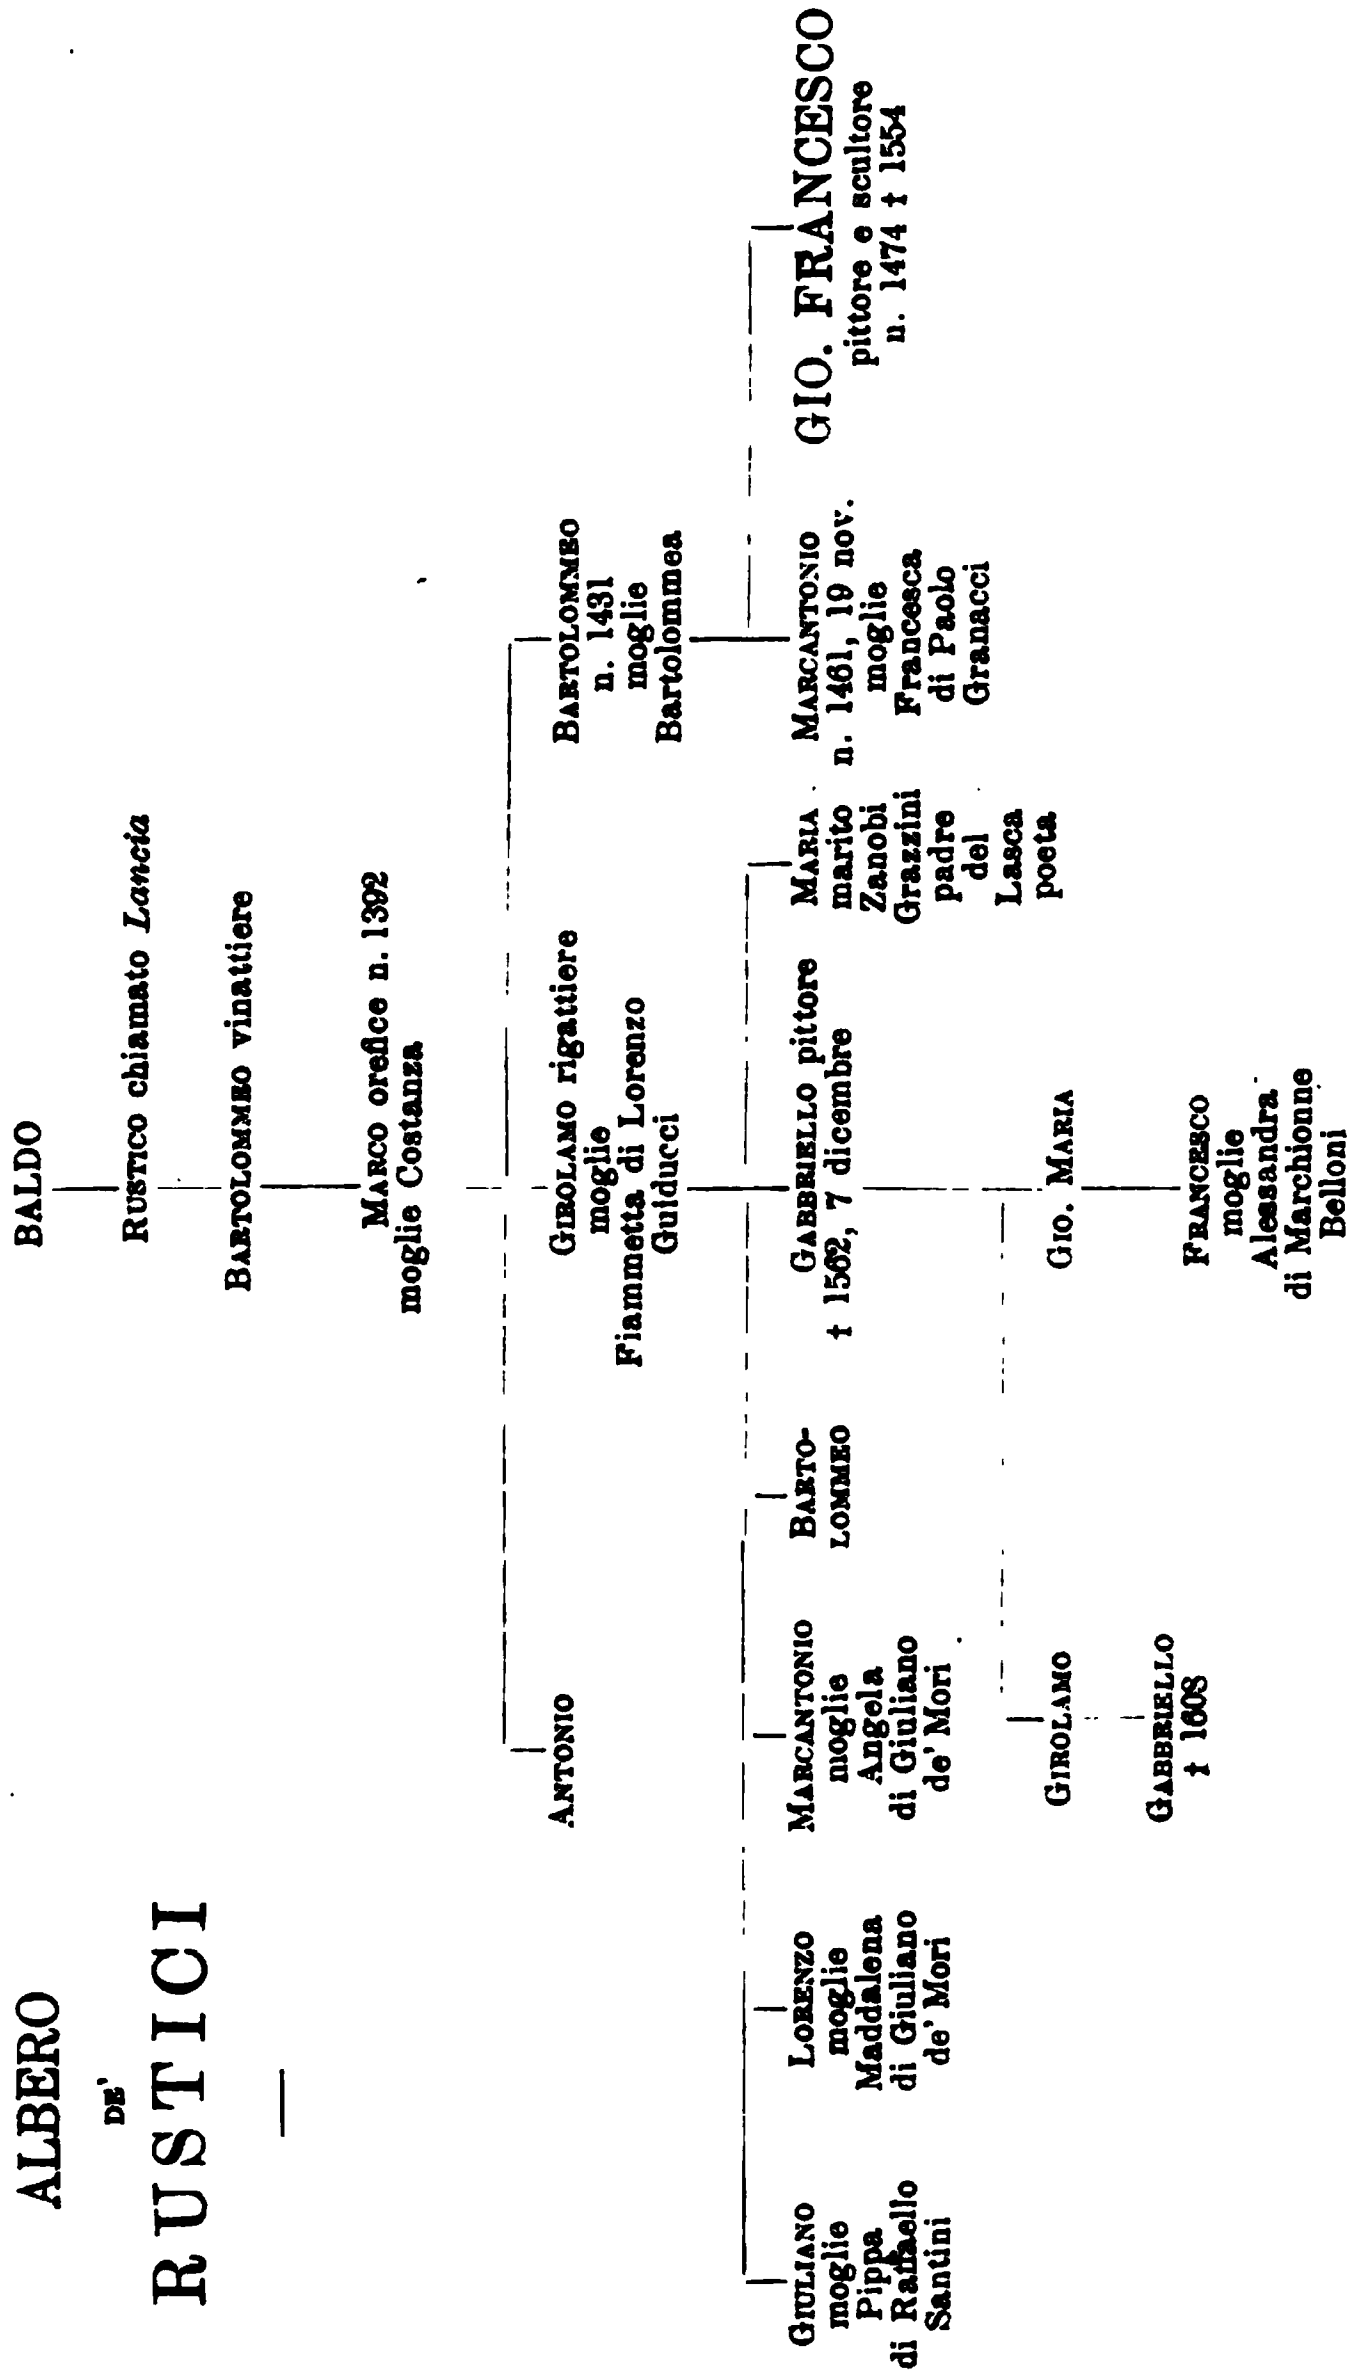 ALBERO
DE'
RUSTICI
BALDO
RUSTICO chiamato Lancia
BARTOLOMMEO vinattiere
MARCO orefice n. 1392
moglie Costanza
ANTONIO
GIROLAMO rigattiere
moglie
Fiammetta di Lorenzo
Guiducci
BARTOLOMMEO
n. 1431
moglie
Bartolommea
GIULIANO
moglie
Pippa
di Raffaello
Santini
LORENZO
moglie
Maddalena
di Giuliano
de' Mori
MARCANTONIO
moglie
Angela
di Giuliano
de' Mori
BARTO-
LOMMEO
GABBRIELLO pittore
† 1562, 7 dicembre
MARIA
marito
Zanobi
Grazzini
padre
del
Lasca
poeta
MARCANTONIO
n. 1461, 19 nov.
moglie
Francesca
di Paolo
Granacci
GIO. FRANCESCO
pittore e scultore
n. 1474 † 1554
GIROLAMO
GIO. MARIA
GABBRIELLO
† 1608
FRANCESCO
moglie
Alessandra
di Marchionne
Belloni